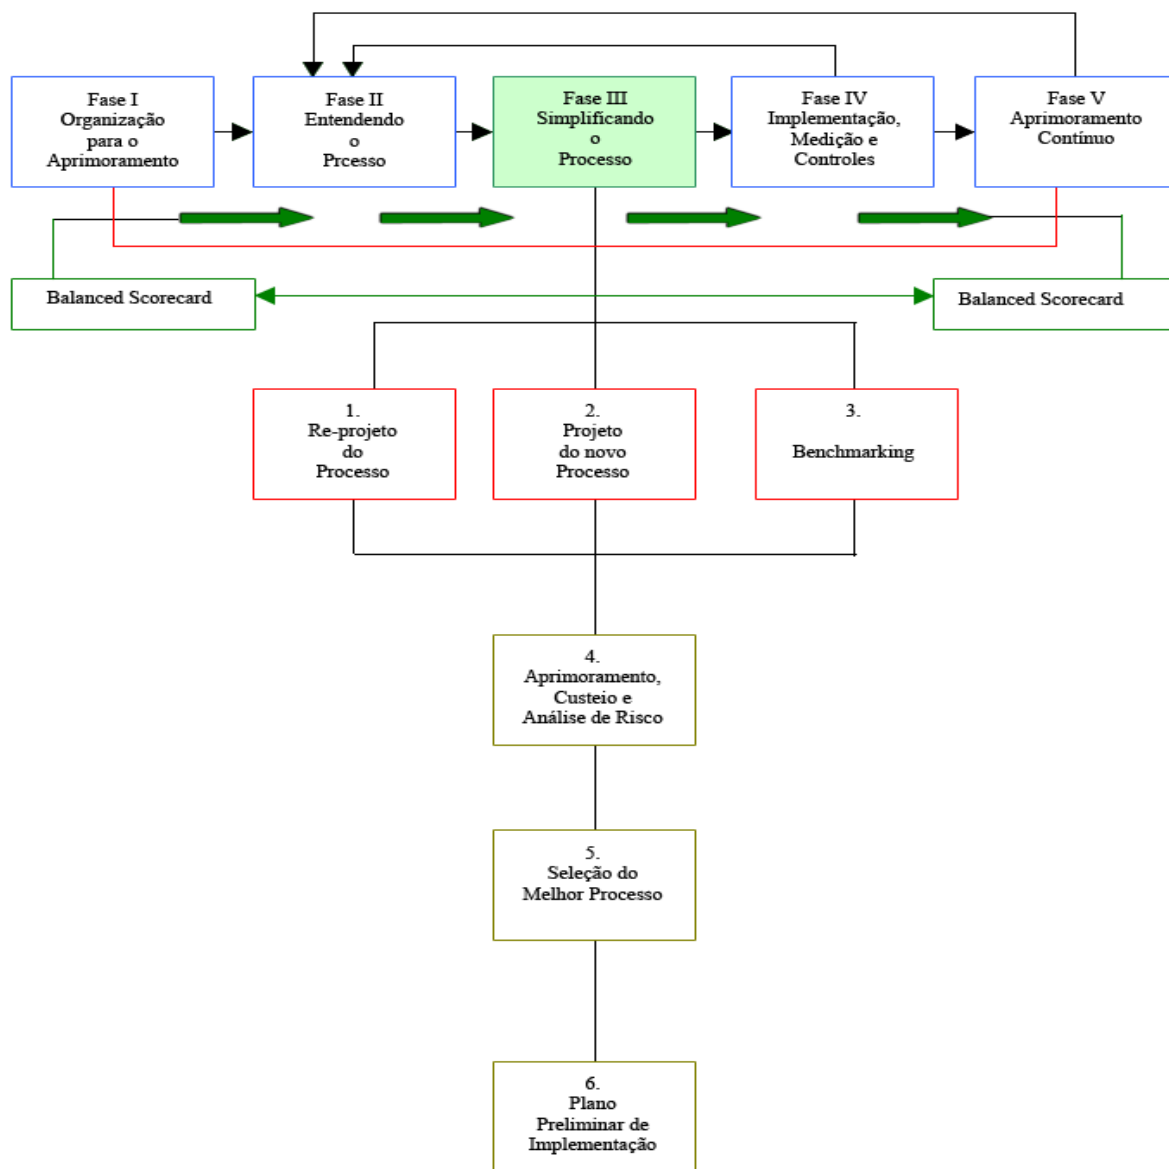 Fase I
Organização
para o
Aprimoramento
Fase II
Entendendo
o
Prcesso
Fase III
Simplificando
o
Processo
Fase IV
Implementação,
Medição e
Controles
Fase V
Aprimoramento
Contínuo
Balanced Scorecard
Balanced Scorecard
1.
Re-projeto
do
Processo
2.
Projeto
do novo
Processo
3.
Benchmarking
4.
Aprimoramento,
Custeio e
Análise de Risco
5.
Seleção do
Melhor Processo
6.
Plano
Preliminar de
Implementação